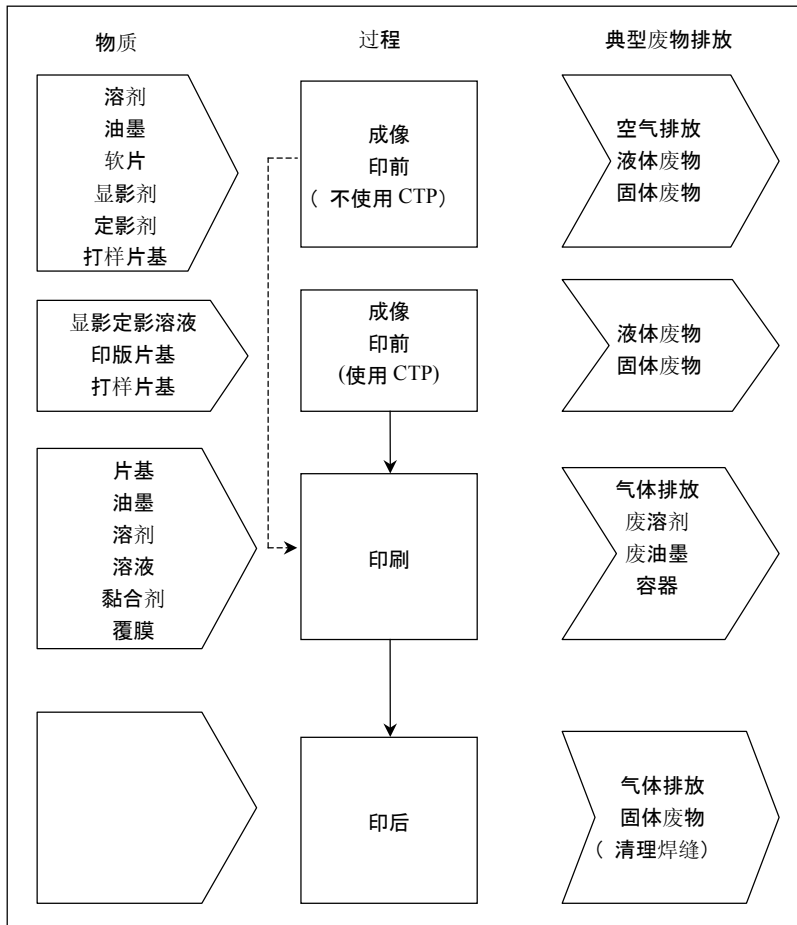 物质
过程
典型废物排放
溶剂
油墨
软片
显影剂
定影剂
打样片基
成像
印前
（ 不使用 CTP）
空气排放
液体废物
固体废物
显影定影溶液
印版片基
打样片基
成像
印前
(使用 CTP)
液体废物
固体废物
片基
油墨
溶剂
溶液
黏合剂
覆膜
印刷
气体排放
废溶剂
废油墨
容器
印后
气体排放
固体废物
（ 清理焊缝）